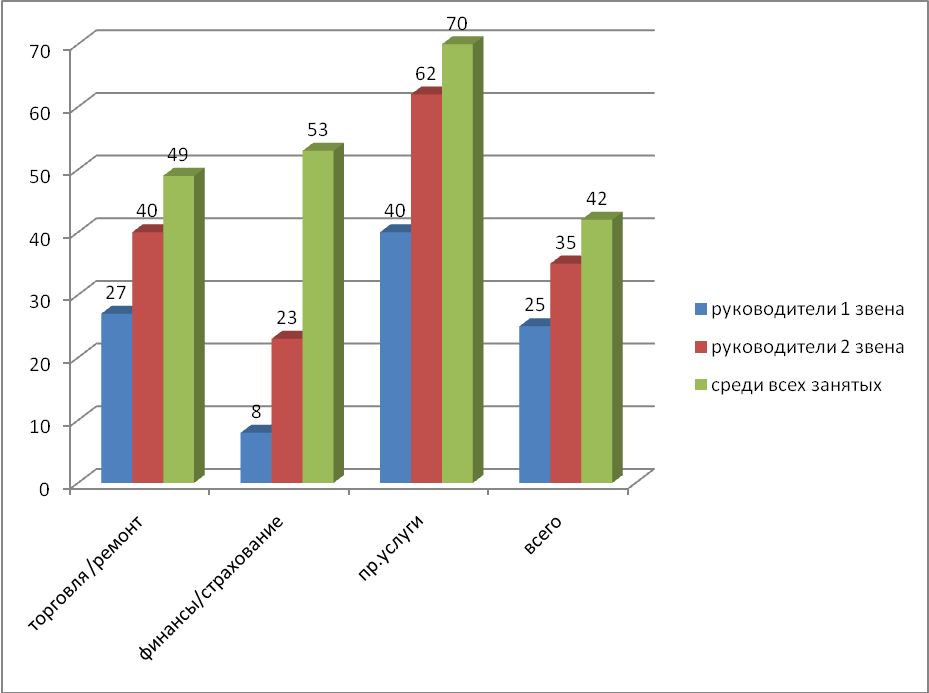 70
60
50
40
30
20
10
0
27
40
49
8
23
53
40
62
70
25
35
42
торговля/ремонт
финансы/страхование
пр.услуги
всего
руководители 1 звена
руководители 2 звена
среди всех занятых